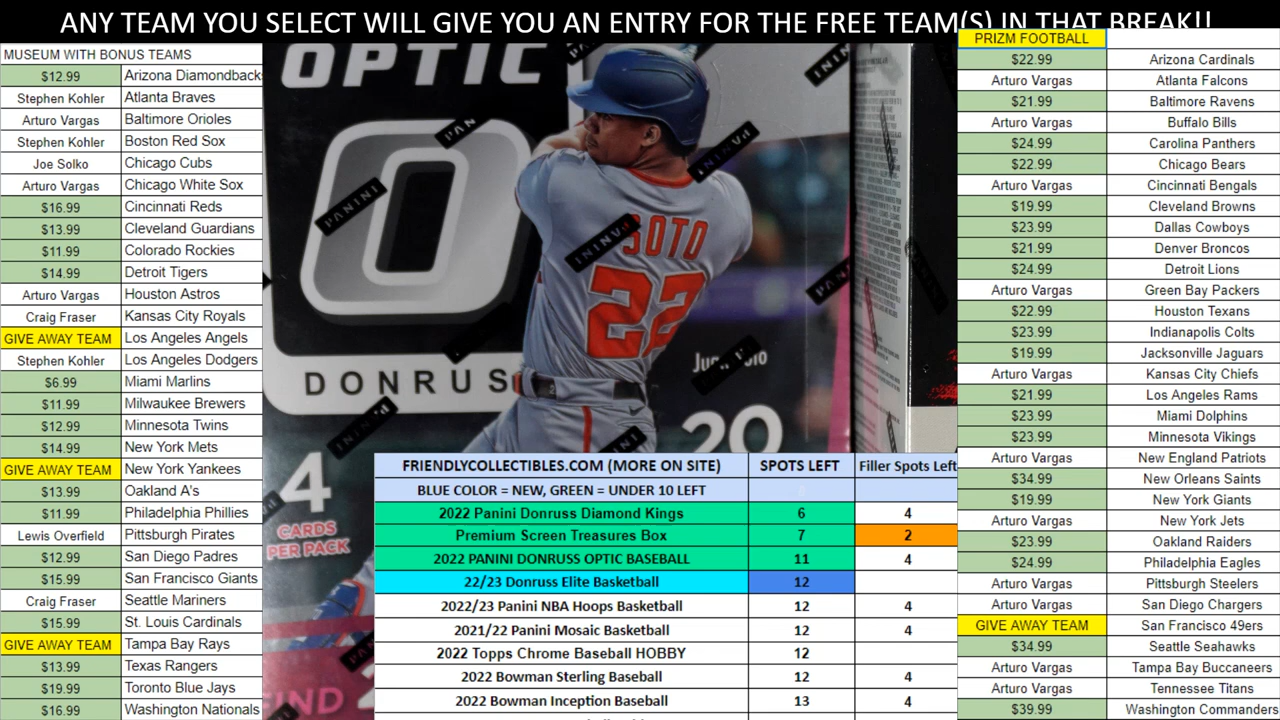 ANY TEAM YOU SELECT WILL GIVE YOU AN ENTRY FOR THE FREE TEAM(S) IN THAT BREAK!!
MUSEUM WITH BONUS TEAMS
$12.99 Arizona Diamondback
Stephen Kohler Atlanta Braves
Arturo Vargas Baltimore Orioles
Stephen Kohler Boston Red Sox
Joe Solko Chicago Cubs
Arturo Vargas Chicago White Sox
$16.99 Cincinnati Reds
$13.99 Cleveland Guardians
$11.99 Colorado Rockies
$14.99 Detroit Tigers
Arturo Vargas Houston Astros
Craig Fraser Kansas City Royals
GIVE AWAY TEAM Los Angeles Angels
Stephen Kohler Los Angeles Dodgers
$6.99 Miami Marlins
$11.99 Milwaukee Brewers
$12.99 Minnesota Twins
$14.99 New York Mets
GIVE AWAY TEAM New York Yankees
$13.99 Oakland A's
$11.99 Philadelphia Phillies
Lewis Overfield Pittsburgh Pirates
$12.99 San Diego Padres
$15.99 San Francisco Giants
Craig Fraser Seattle Mariners
$15.99 St. Louis Cardinals
GIVE AWAY TEAM Tampa Bay Rays
$13.99 Texas Rangers
$19.99 Toronto Blue Jays
$16.99 Washington Nationals
OPTIC
PANINI
PANINI
PANINI
SOTO
22
DONRUSS
20
4
CARDS
PER PACK
FIND
FRIENDLYCOLLECTIBLES.COM (MORE ON SITE) SPOTS LEFT Filler Spots Left
BLUE COLOR = NEW, GREEN = UNDER 10 LEFT
2022 Panini Donruss Diamond Kings 6 4
Premium Screen Treasures Box 7 2
2022 PANINI DONRUSS OPTIC BASEBALL 11 4
22/23 Donruss Elite Basketball 12
2022/23 Panini NBA Hoops Basketball 12 4
2021/22 Panini Mosaic Basketball 12 4
2022 Topps Chrome Baseball HOBBY 12
2022 Bowman Sterling Baseball 12 4
2022 Bowman Inception Baseball 13 4
PRIZM FOOTBALL
$22.99 Arizona Cardinals
Arturo Vargas Atlanta Falcons
$21.99 Baltimore Ravens
Arturo Vargas Buffalo Bills
$24.99 Carolina Panthers
$22.99 Chicago Bears
Arturo Vargas Cincinnati Bengals
$19.99 Cleveland Browns
$23.99 Dallas Cowboys
$21.99 Denver Broncos
$24.99 Detroit Lions
Arturo Vargas Green Bay Packers
$22.99 Houston Texans
$23.99 Indianapolis Colts
$19.99 Jacksonville Jaguars
Arturo Vargas Kansas City Chiefs
$21.99 Los Angeles Rams
$23.99 Miami Dolphins
$23.99 Minnesota Vikings
Arturo Vargas New England Patriots
$34.99 New Orleans Saints
$19.99 New York Giants
Arturo Vargas New York Jets
$23.99 Oakland Raiders
$24.99 Philadelphia Eagles
Arturo Vargas Pittsburgh Steelers
Arturo Vargas San Diego Chargers
GIVE AWAY TEAM San Francisco 49ers
$34.99 Seattle Seahawks
Arturo Vargas Tampa Bay Buccaneers
Arturo Vargas Tennessee Titans
$39.99 Washington Commanders